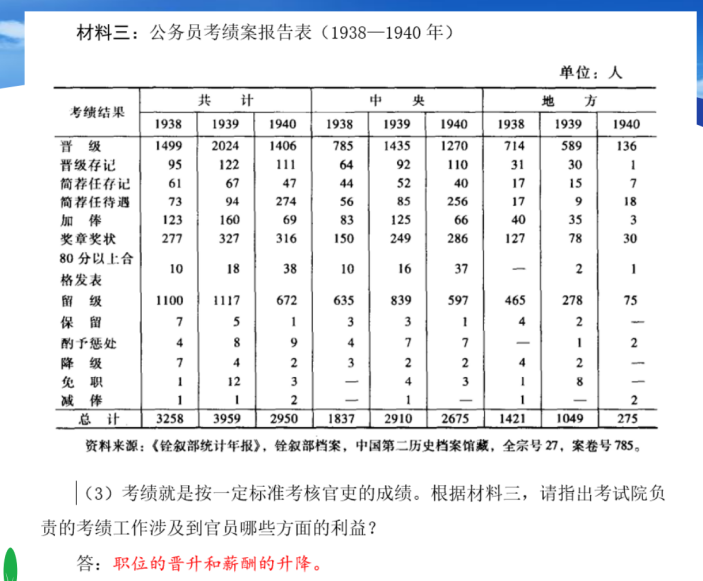 材料三：公务员考绩案报告表（1938—1940 年）
单位：人
考绩结果 共 计 中 央 地 方
1938 1939 1940 1938 1939 1940 1938 1939 1940
晋 级 1499 2024 1406 785 1435 1270 714 589 136
晋级存记 95 122 111 64 92 110 31 30 1
简荐任存记 61 67 47 44 52 40 17 15 7
简荐任待遇 73 94 274 56 85 256 17 9 18
加 俸 123 160 69 83 125 66 40 35 3
奖章奖状 277 327 316 150 249 286 127 78 30
80 分以上合
格发表 10 18 38 10 16 37 — 2 1
留 级 1100 1117 672 635 839 597 465 278 75
保 留 7 5 1 3 3 1 4 2 —
酌予惩处 4 8 9 4 7 7 — 1 2
降 级 7 4 2 3 2 2 4 2 —
免 职 1 12 3 — 4 3 1 8 —
减 俸 1 1 2 — 1 — 1 — 2
总 计 3258 3959 2950 1837 2910 2675 1421 1049 275
资料来源：《铨叙部统计年报》，铨叙部档案，中国第二历史档案馆藏，全宗号 27，案卷号 785。
（3）考绩就是按一定标准考核官吏的成绩。根据材料三，请指出考试院负
责的考绩工作涉及到官员哪些方面的利益？
答：职位的晋升和薪酬的升降。